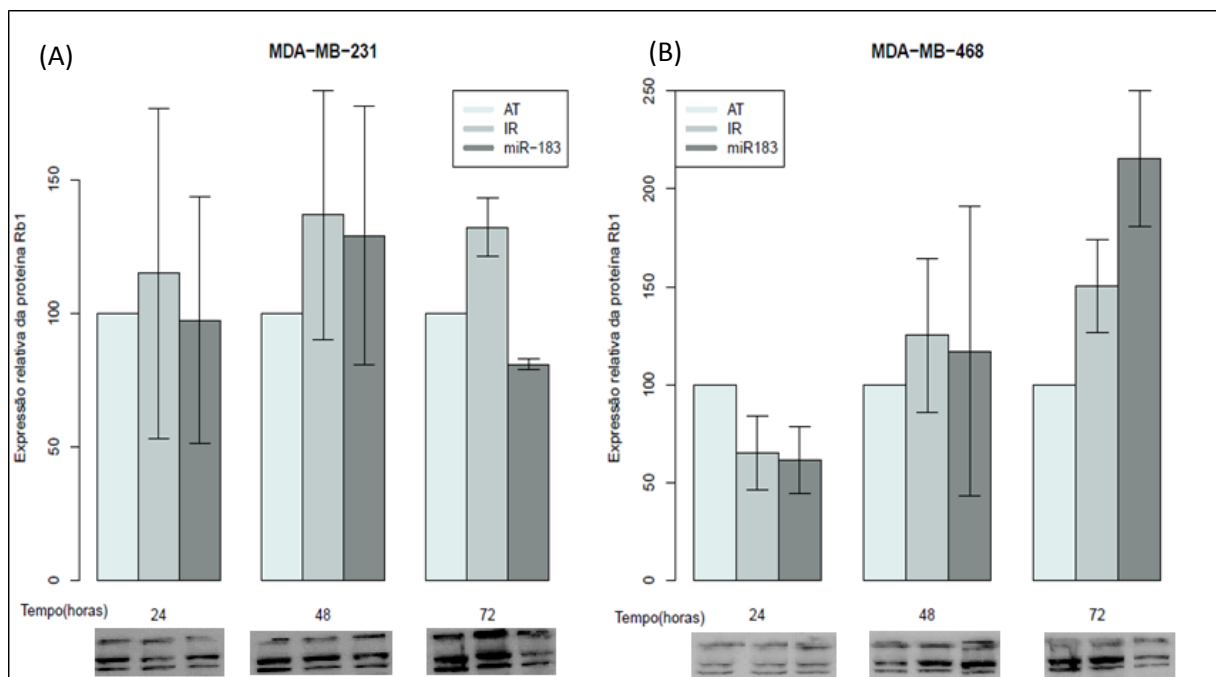 (A)
MDA-MB-231
AT
IR
miR-183
Expressão relativa da proteína Rb1
150
100
50
0
Tempo(horas)
24
48
72
(B)
MDA-MB-468
AT
IR
miR183
Expressão relativa da proteína Rb1
250
200
150
100
50
0
24
48
72